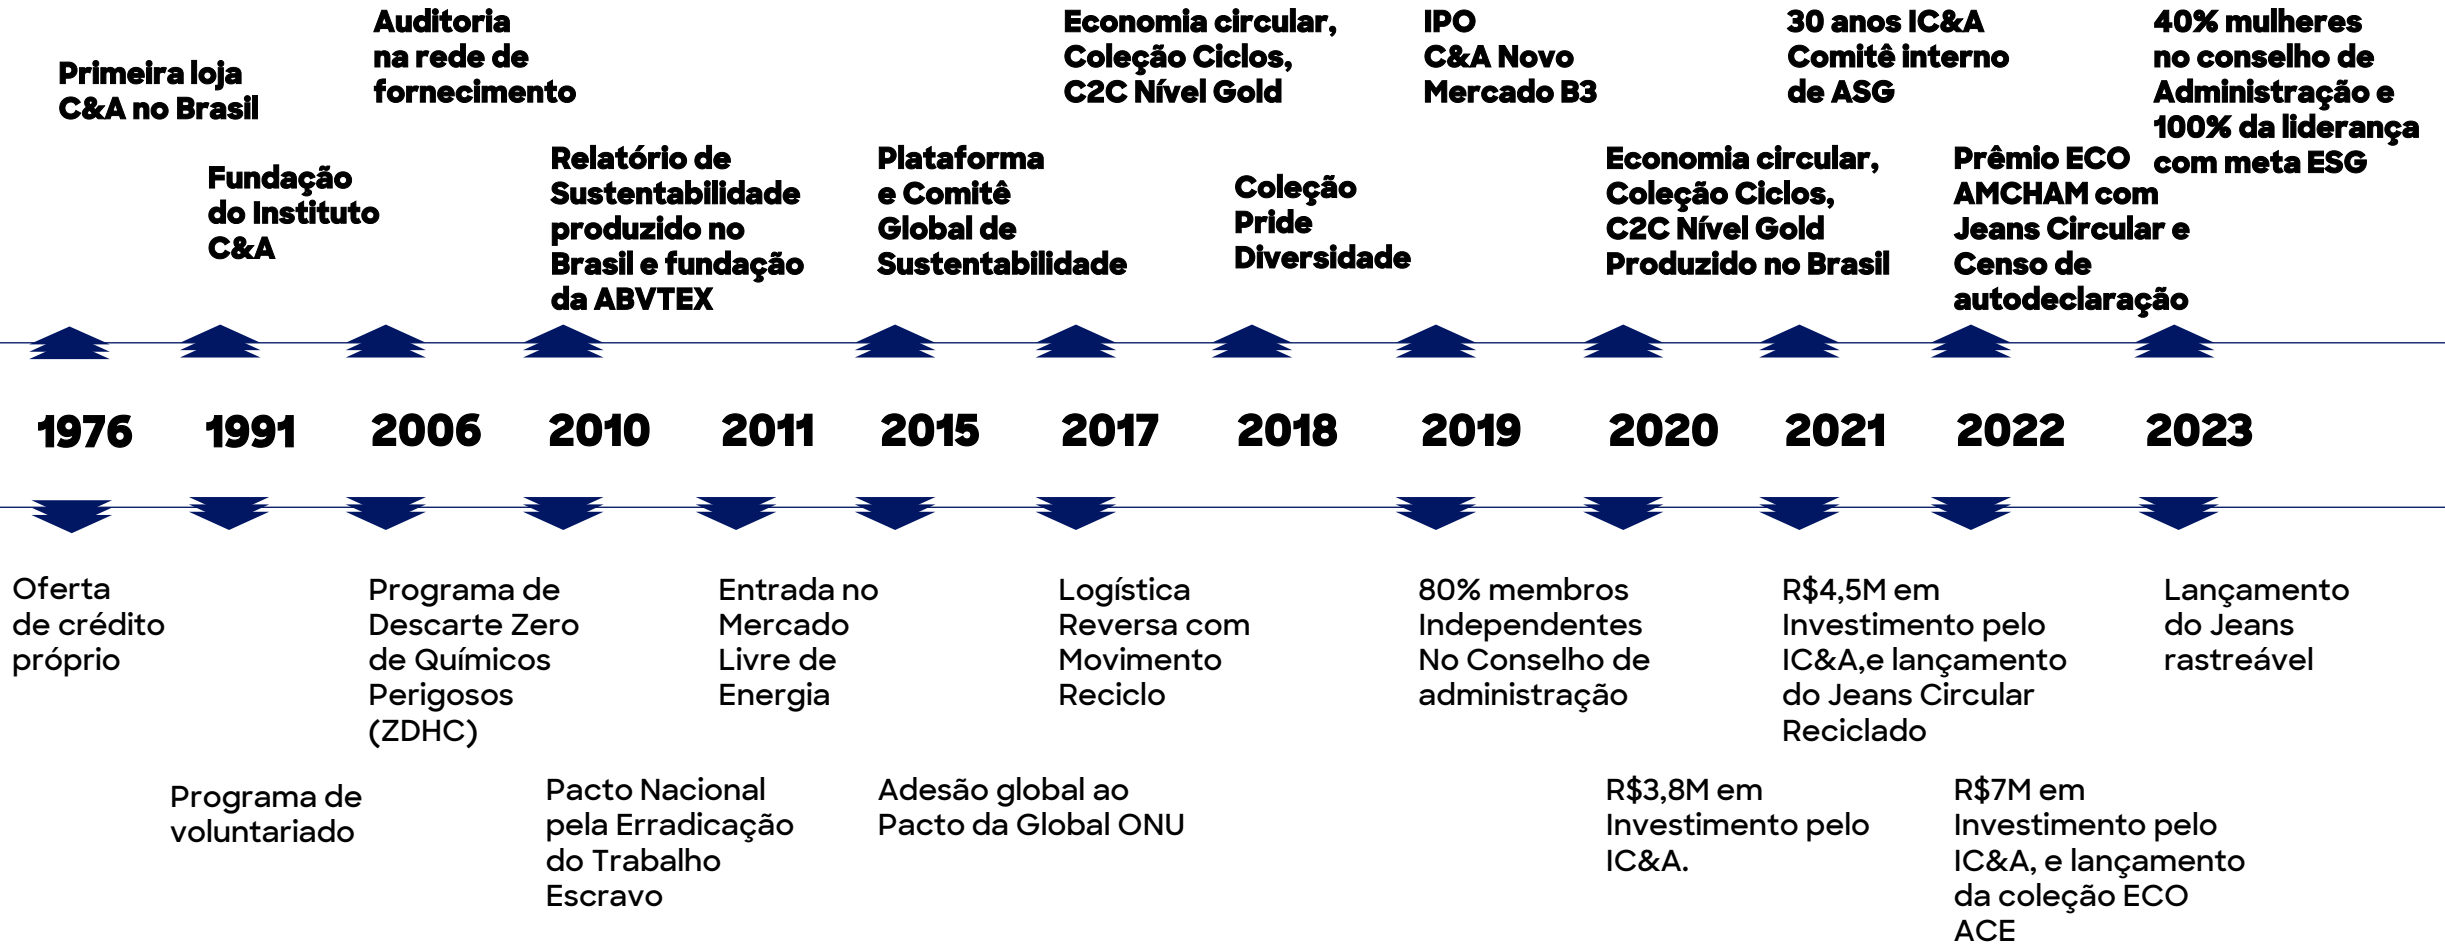 Primeira loja
C&A no Brasil
Fundação
do Instituto
C&A
Auditoria
na rede de
fornecimento
Relatório de
Sustentabilidade
produzido no
Brasil e fundação
da ABVTEX
Plataforma
e Comitê
Global de
Sustentabilidade
Economia circular,
Coleção Ciclos,
C2C Nível Gold
Coleção
Pride
Diversidade
IPO
C&A Novo
Mercado B3
Economia circular,
Coleção Ciclos,
C2C Nível Gold
Produzido no Brasil
30 anos IC&A
Comitê interno
de ASG
Prêmio ECO
AMCHAM com
Jeans Circular e
Censo de
autodeclaração
40% mulheres
no conselho de
Administração e
100% da liderança
com meta ESG
1976 1991 2006 2010 2011 2015 2017 2018 2019 2020 2021 2022 2023
Oferta
de crédito
próprio
Programa de
voluntariado
Programa de
Descarte Zero
de Químicos
Perigosos
(ZDHC)
Pacto Nacional
pela Erradicação
do Trabalho
Escravo
Entrada no
Mercado
Livre de
Energia
Adesão global ao
Pacto da Global ONU
Logística
Reversa com
Movimento
Reciclo
80% membros
Independentes
No Conselho de
administração
R$3,8M em
Investimento pelo
IC&A.
R$4,5M em
Investimento pelo
IC&A,e lançamento
do Jeans Circular
Reciclado
R$7M em
Investimento pelo
IC&A, e lançamento
da coleção ECO
ACE
Lançamento
do Jeans
rastreável